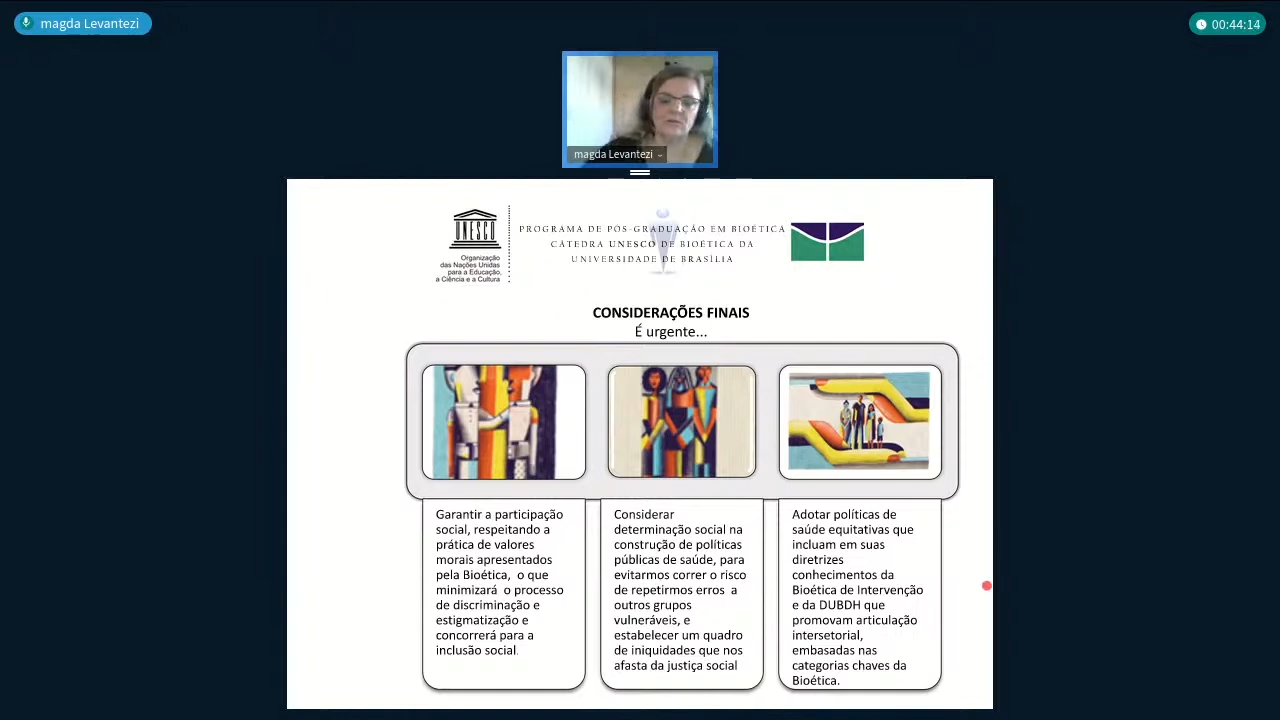 magda Levantezi
00:44:14
magda Levantezi
UNESCO
Organização
das Nações Unidas
para a Educação,
a Ciência e a Cultura
PROGRAMA DE PÓS-GRADUAÇÃO EM BIOÉTICA
CÁTEDRA UNESCO DE BIOÉTICA DA
UNIVERSIDADE DE BRASÍLIA
CONSIDERAÇÕES FINAIS
É urgente...
Garantir a participação
social, respeitando a
prática de valores
morais apresentados
pela Bioética, o que
minimizará o processo
de discriminação e
estigmatização e
concorrerá para a
inclusão social.
Considerar
determinação social na
construção de políticas
públicas de saúde, para
evitarmos correr o risco
de repetirmos erros a
outros grupos
vulneráveis, e
estabelecer um quadro
de iniquidades que nos
afasta da justiça social
Adotar políticas de
saúde equitativas que
incluam em suas
diretrizes
conhecimentos da
Bioética de Intervenção
e da DUBDH que
promovam articulação
intersetorial,
embasadas nas
categorias chaves da
Bioética.